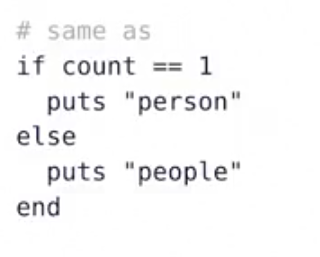 # same as
if count == 1
  puts "person"
else
  puts "people"
end